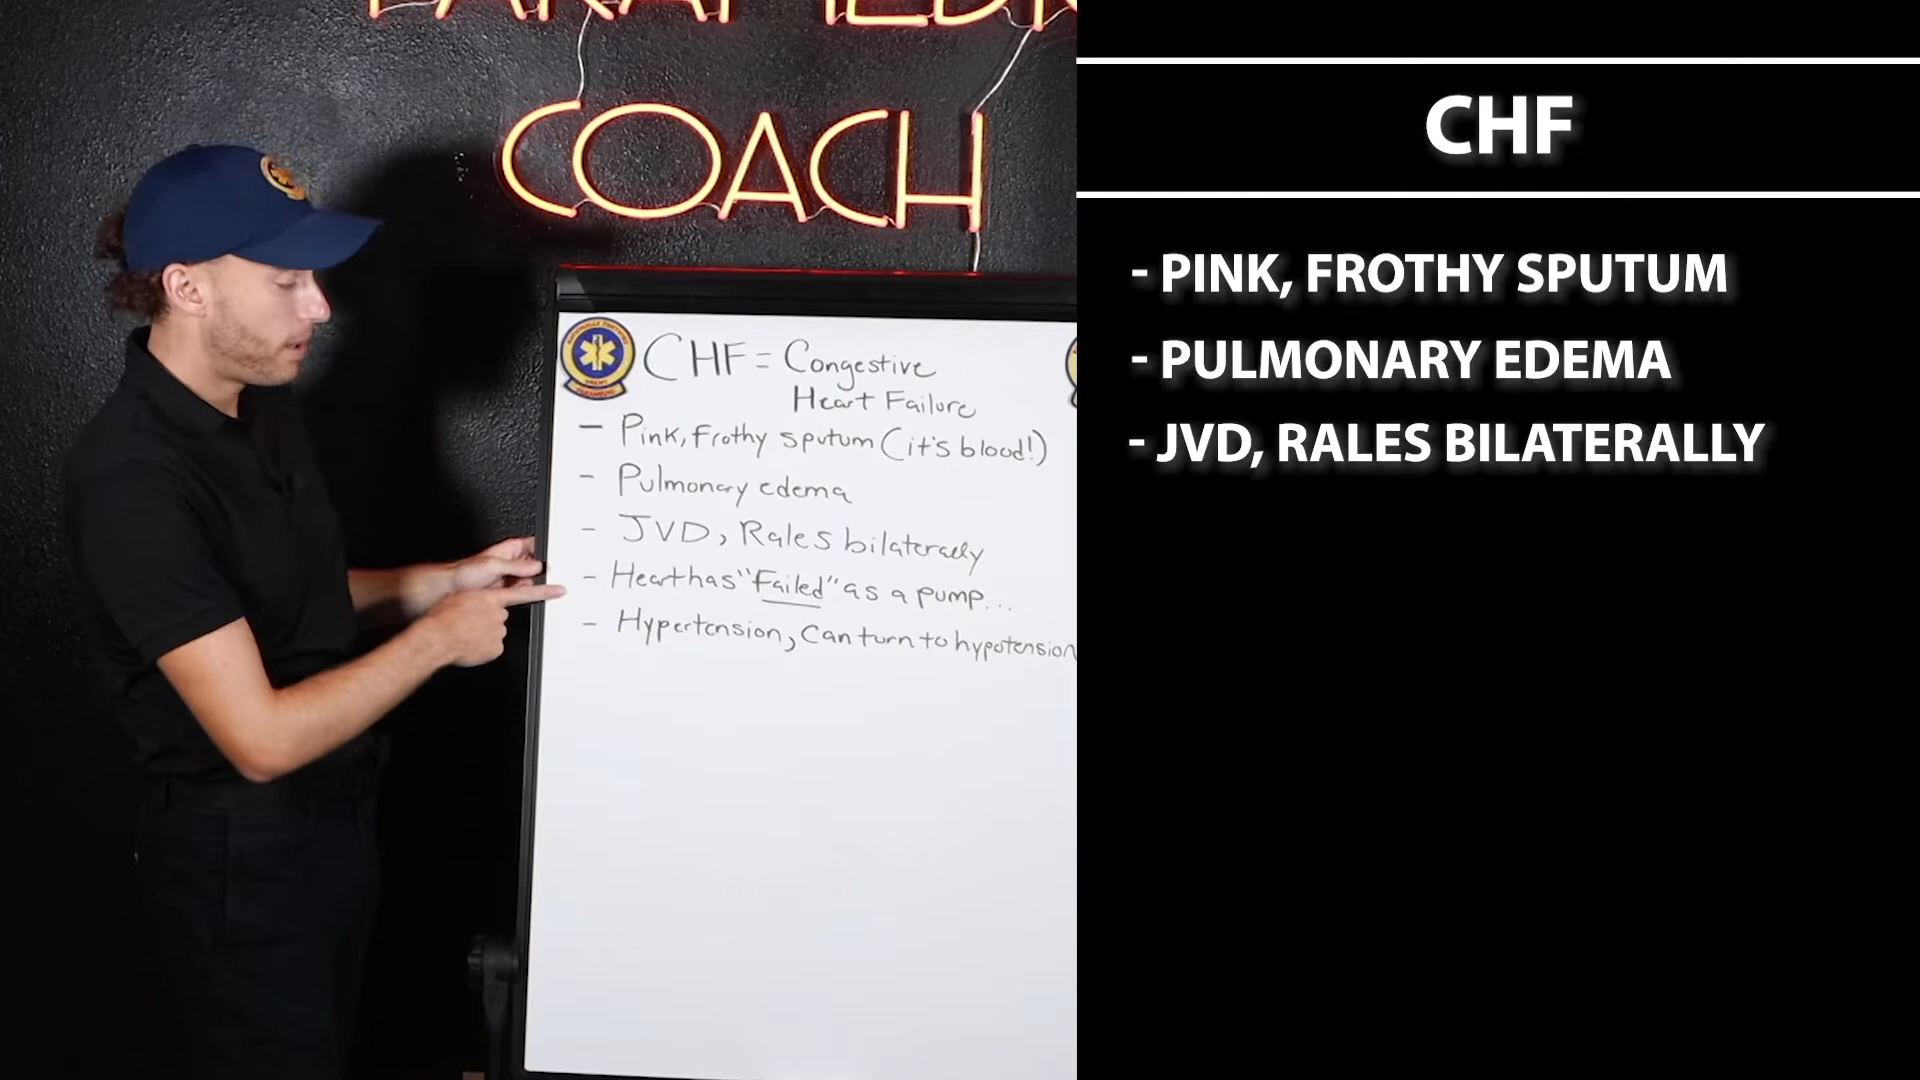 COACH
CHF = Congestive
Heart Failure
- Pink, frothy sputum (it's blood!)
- Pulmonary edema
- JVD, Rales bilaterally
- Heart has "Failed" as a pump...
- Hypertension, Can turn to hypotension
CHF
- PINK, FROTHY SPUTUM
- PULMONARY EDEMA
- JVD, RALES BILATERALLY